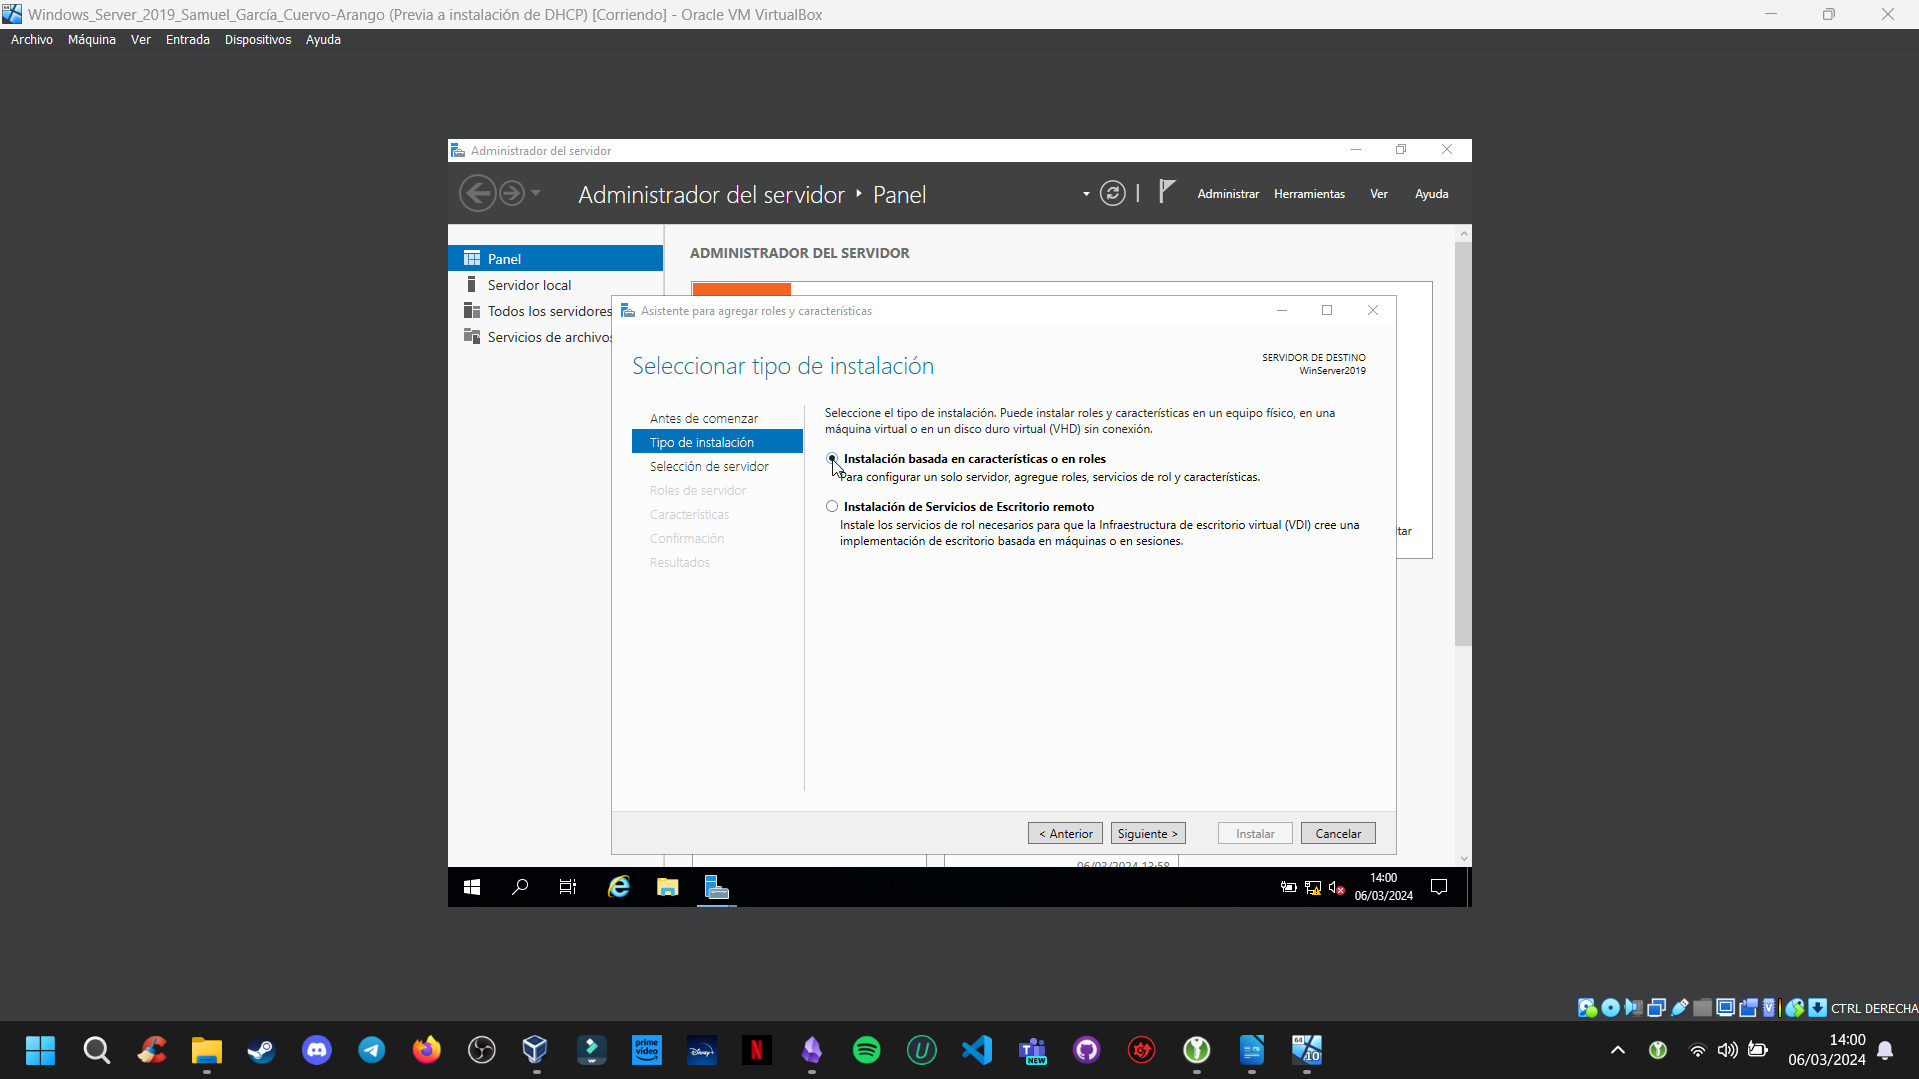 Windows_Server_2019_Samuel_García_Cuervo-Arango (Previa a instalación de DHCP) [Corriendo] - Oracle VM VirtualBox
Archivo Máquina Ver Entrada Dispositivos Ayuda
Administrador del servidor
Administrador del servidor Panel
Administrar Herramientas Ver Ayuda
Panel
Servidor local
Todos los servidores
Servicios de archivos
ADMINISTRADOR DEL SERVIDOR
Asistente para agregar roles y características
Seleccionar tipo de instalación
SERVIDOR DE DESTINO
WinServer2019
Antes de comenzar
Tipo de instalación
Selección de servidor
Roles de servidor
Características
Confirmación
Resultados
Seleccione el tipo de instalación. Puede instalar roles y características en un equipo físico, en una
máquina virtual o en un disco duro virtual (VHD) sin conexión.
Instalación basada en características o en roles
Para configurar un solo servidor, agregue roles, servicios de rol y características.
Instalación de Servicios de Escritorio remoto
Instale los servicios de rol necesarios para que la Infraestructura de escritorio virtual (VDI) cree una
implementación de escritorio basada en máquinas o en sesiones.
tar
< Anterior Siguiente > Instalar Cancelar
06/03/2024 13:58
14:00
06/03/2024
CTRL DERECHA
prime video
Disney+
N
NEW
64
10
14:00
06/03/2024